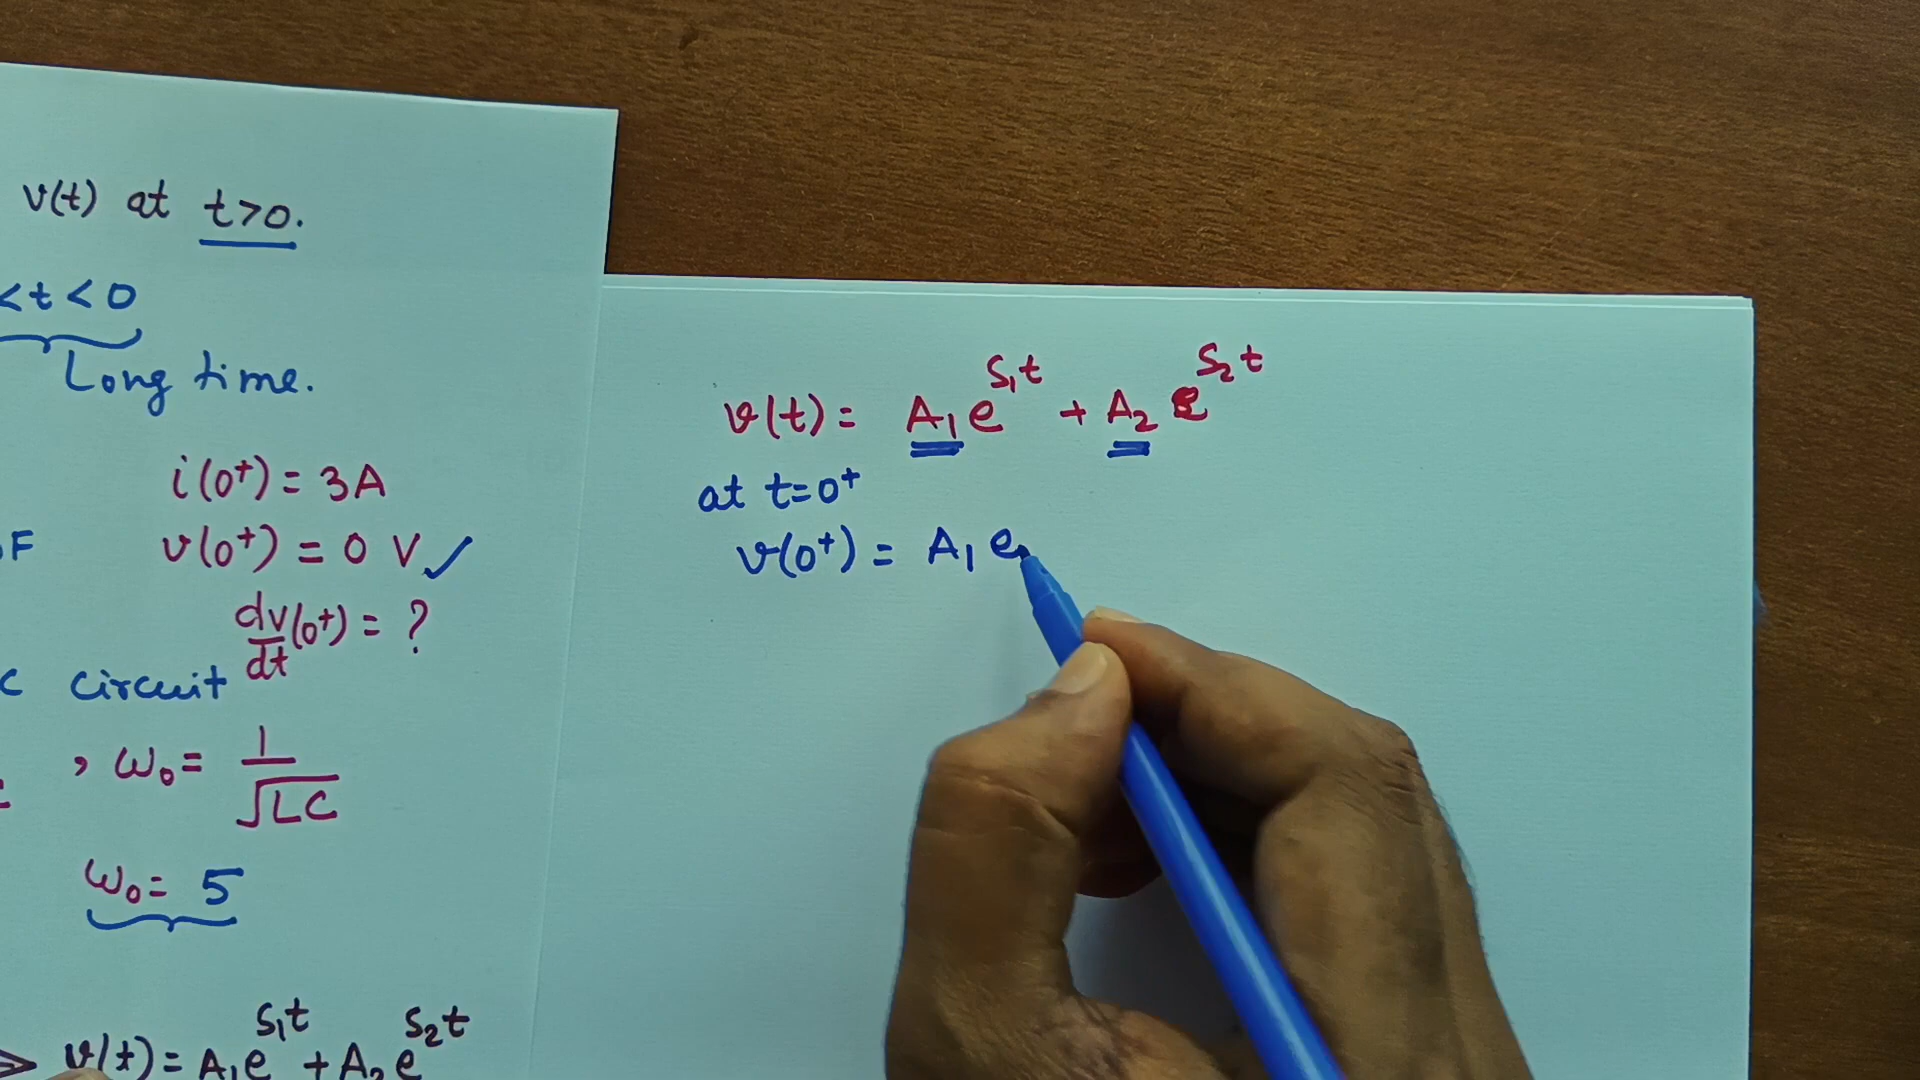 v(t) at t>0.
<t<0
Long time.
i(0⁺) = 3A
v(0⁺) = 0 V ✓
F
dv/dt(0⁺) = ?
C circuit
, ω₀ = 1/√LC
ω₀ = 5
⇒ v(t) = A₁e^(s₁t) + A₂e^(s₂t)
v(t) = A₁e^(s₁t) + A₂e^(s₂t)
at t=0⁺
v(0⁺) = A₁ e